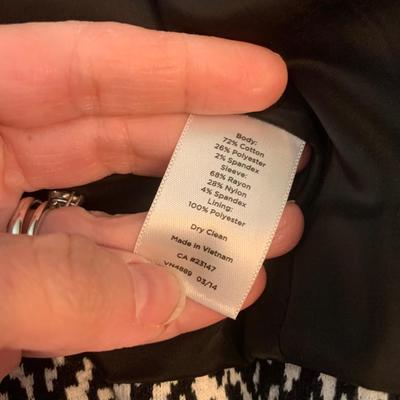 Body:
72% Cotton
26% Polyester
2% Spandex
Sleeve:
68% Rayon
28% Nylon
4% Spandex
Lining:
100% Polyester
Dry Clean
Made in Vietnam
CA #23147
VN4889 03/14